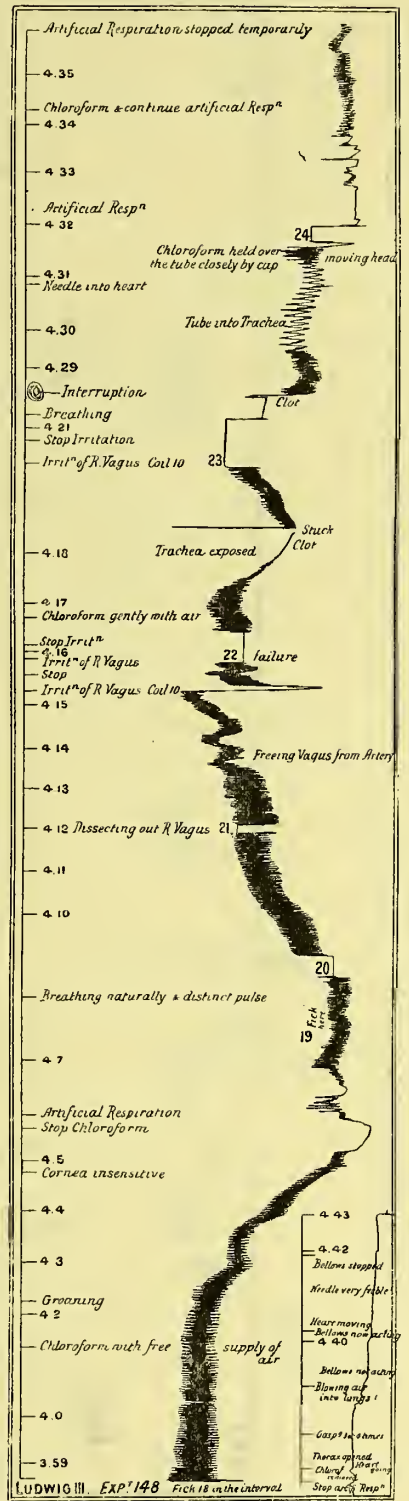 Artificial Respiration stopped temporarily
4.35
Chloroform & continue artificial Respⁿ
4.34
4.33
Artificial Respⁿ
4.32
24
Chloroform held over
the tube closely by cap
moving head
4.31
Needle into heart
Tube into Trachea
4.30
4.29
Interruption
Clot
Breathing
4.21
Stop Irritation
23
Irritⁿ of R. Vagus Coil 10
Stuck
Clot
4.18
Trachea exposed
4.17
Chloroform gently with air
Stop Irritⁿ
4.16
22
failure
Irritⁿ of R Vagus
Stop
Irritⁿ of R Vagus Coil 10
4.15
4.14
Freeing Vagus from Artery
4.13
4.12 Dissecting out R Vagus
21
4.11
4.10
20
Breathing naturally & distinct pulse
19
Fick here
4.7
Artificial Respiration
Stop Chloroform
4.5
Cornea insensitive
4.4
4.3
Groaning
4.2
Chloroform with free
supply of
air
4.0
3.59
LUDWIG III. EXPᵀ 148
Fick 18 in the interval
4.43
4.42
Bellows stopped
Needle very feeble
Heart moving
Bellows now acting
4.40
Bellows not acting
Blowing air
into lungs
Thorax opened
Heart
going
Chlorof
Stop art. Respⁿ